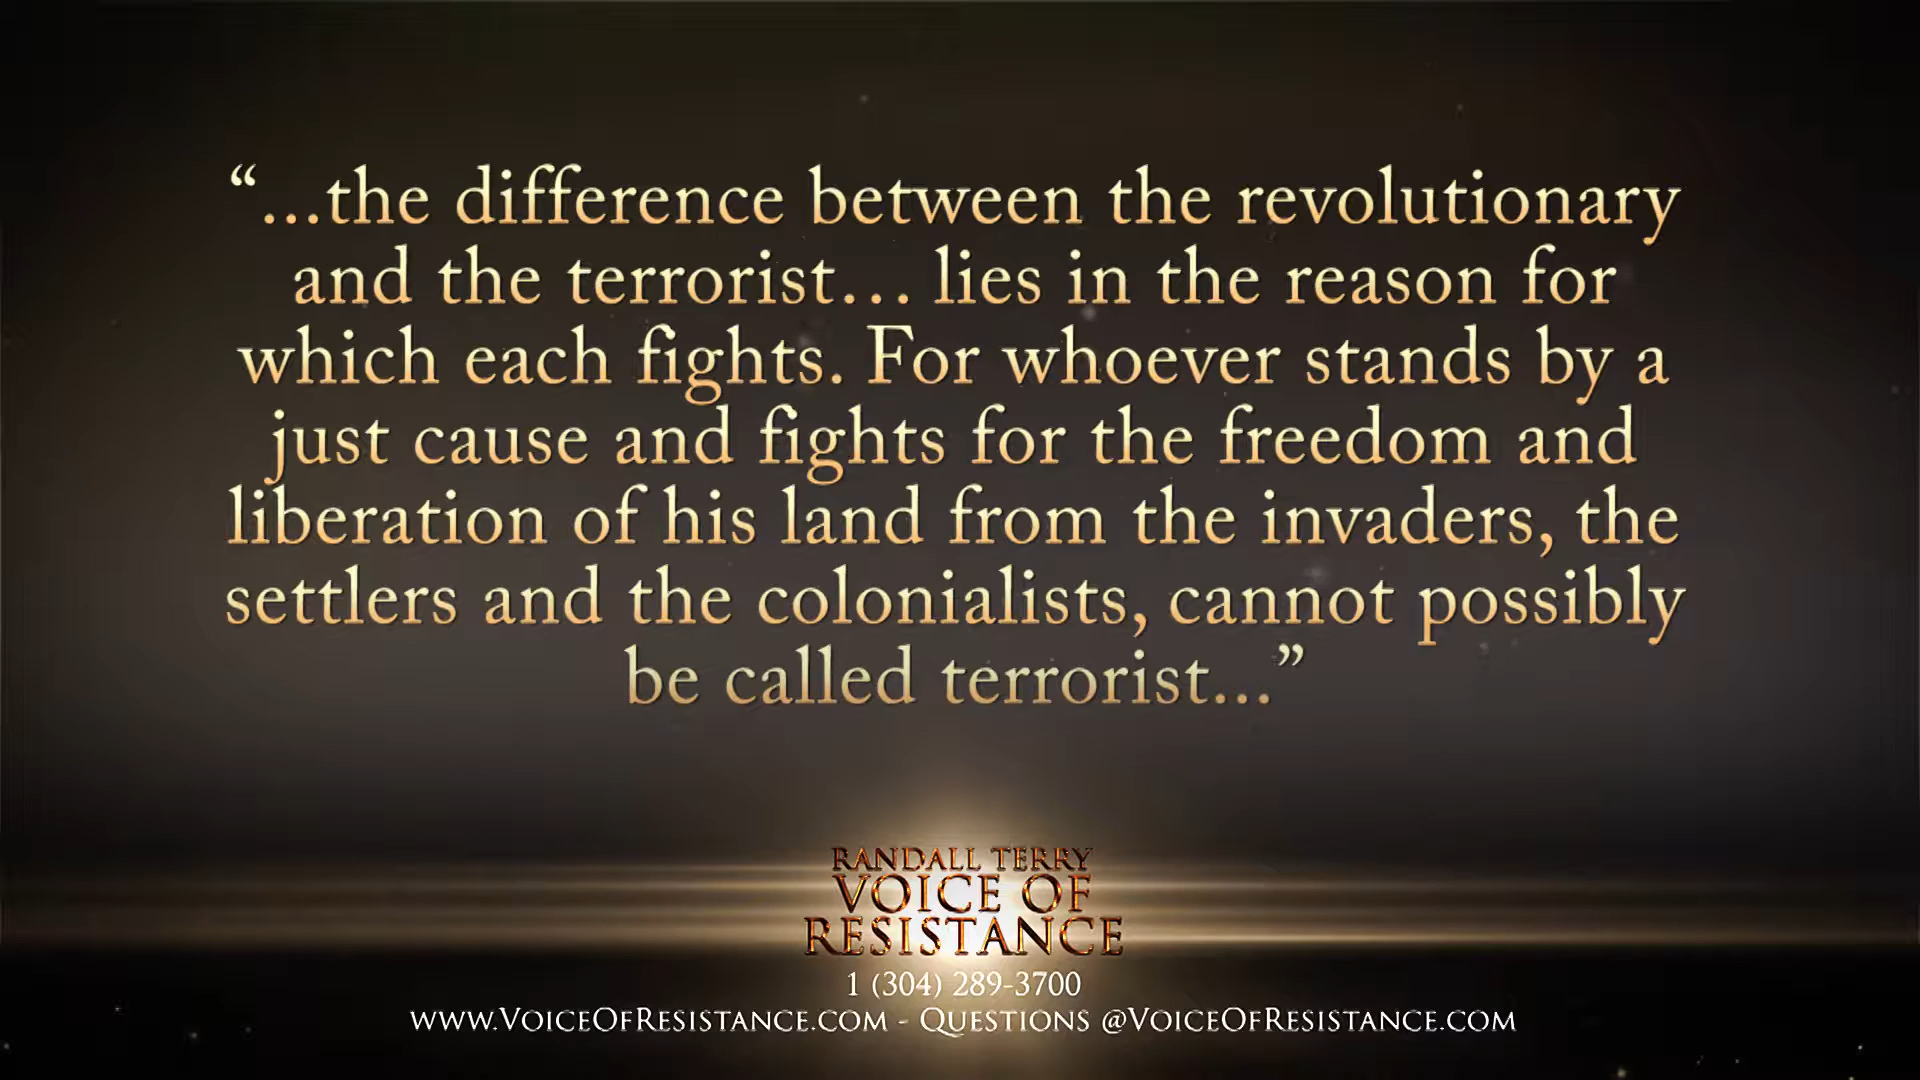 “...the difference between the revolutionary
and the terrorist... lies in the reason for
which each fights. For whoever stands by a
just cause and fights for the freedom and
liberation of his land from the invaders, the
settlers and the colonialists, cannot possibly
be called terrorist...”
RANDALL TERRY
VOICE OF
RESISTANCE
1 (304) 289-3700
www.VoiceOfResistance.com - Questions @VoiceOfResistance.com